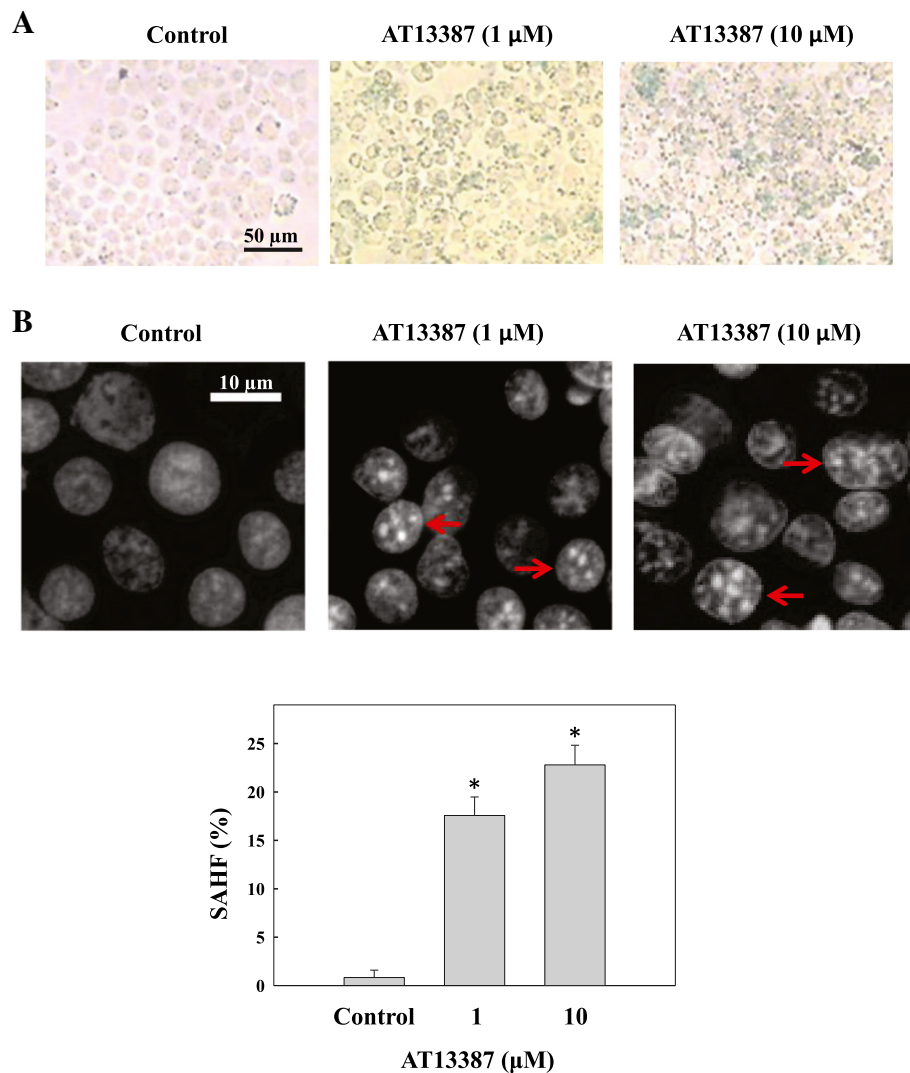 A
Control AT13387 (1 μM) AT13387 (10 μM)
50 μm
B
Control AT13387 (1 μM) AT13387 (10 μM)
10 μm
* *
25
20
15
10
5
0
SAHF (%)
Control 1 10
AT13387 (μM)